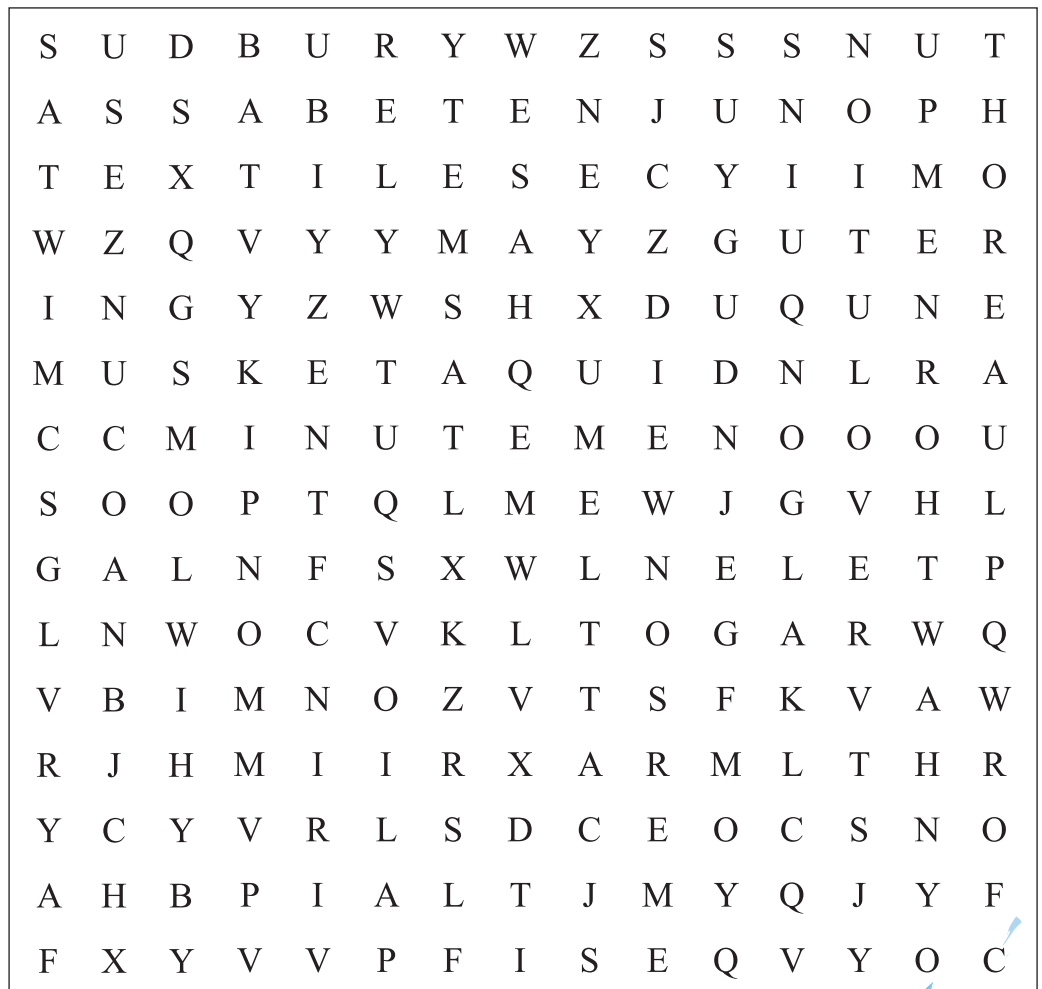 S U D B U R Y W Z S S S N U T
A S S A B E T E N J U N O P H
T E X T I L E S E C Y I I M O
W Z Q V Y Y M A Y Z G U T E R
I N G Y Z W S H X D U Q U N E
M U S K E T A Q U I D N L R A
C C M I N U T E M E N O O O U
S O O P T Q L M E W J G V H L
G A L N F S X W L N E L E T P
L N W O C V K L T O G A R W Q
V B I M N O Z V T S F K V A W
R J H M I I R X A R M L T H R
Y C Y V R L S D C E O C S N O
A H B P I A L T J M Y Q J Y F
F X Y V V P F I S E Q V Y O C